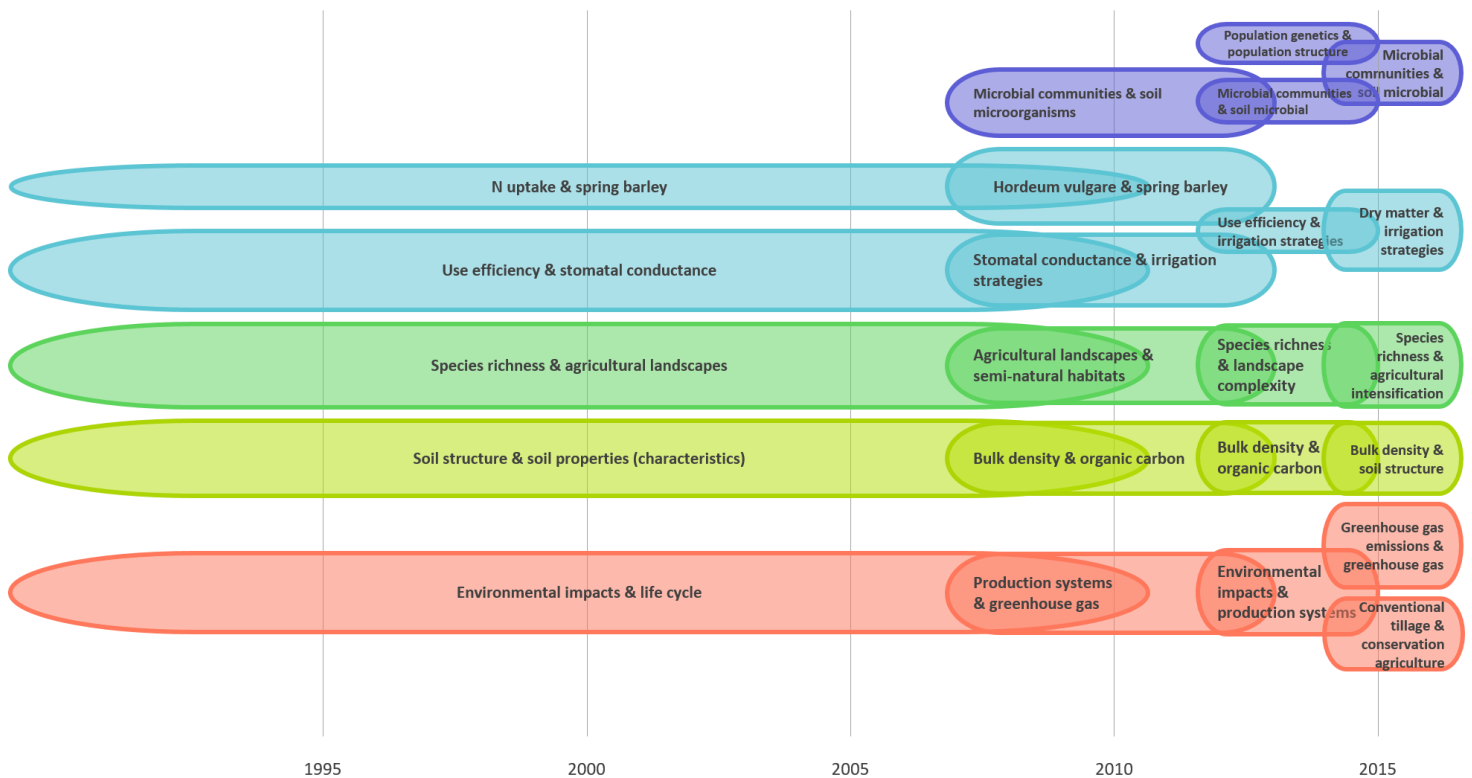 Population genetics &
population structure
Microbial
communities &
soil microbial
Microbial communities & soil
microorganisms
Microbial communities
& soil microbial
N uptake & spring barley
Hordeum vulgare & spring barley
Use efficiency &
irrigation strategies
Dry matter &
irrigation
strategies
Use efficiency & stomatal conductance
Stomatal conductance & irrigation
strategies
Species richness & agricultural landscapes
Agricultural landscapes &
semi-natural habitats
Species richness
& landscape
complexity
Species
richness &
agricultural
intensification
Soil structure & soil properties (characteristics)
Bulk density & organic carbon
Bulk density &
organic carbon
Bulk density &
soil structure
Greenhouse gas
emissions &
greenhouse gas
Environmental impacts & life cycle
Production systems
& greenhouse gas
Environmental
impacts &
production systems
Conventional
tillage &
conservation
agriculture
1995
2000
2005
2010
2015